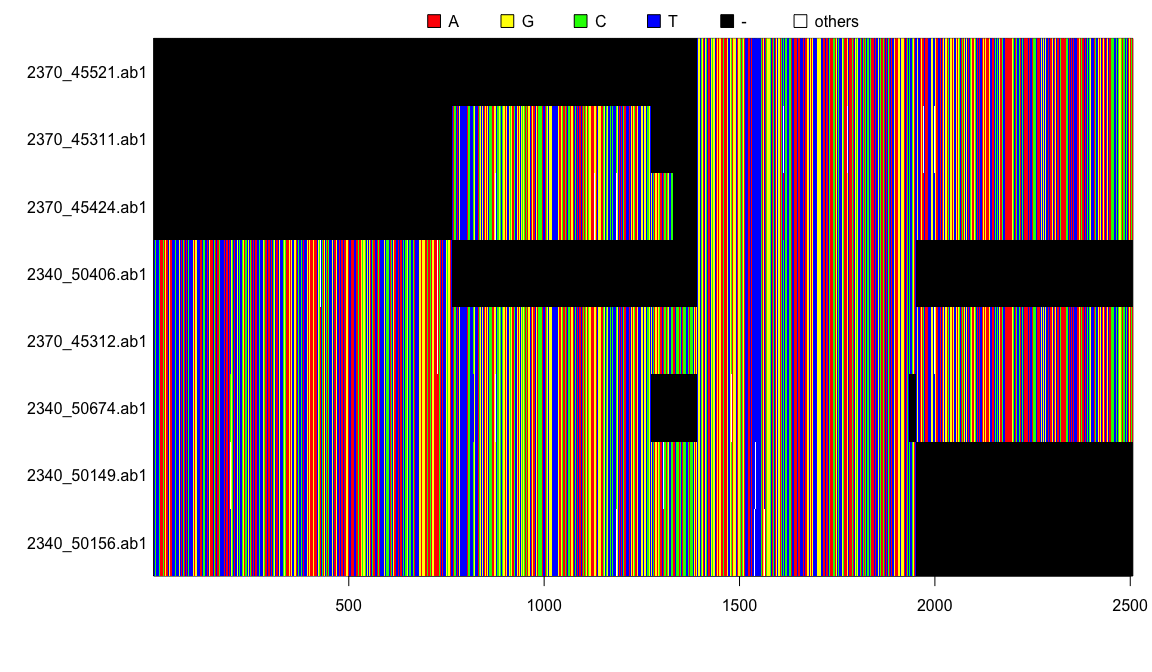 A G C T - others
2370_45521.ab1
2370_45311.ab1
2370_45424.ab1
2340_50406.ab1
2370_45312.ab1
2340_50674.ab1
2340_50149.ab1
2340_50156.ab1
500 1000 1500 2000 2500